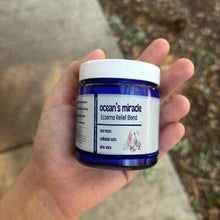 ocean's miracle
Eczema Relief Blend
sea moss
colloidal oats
aloe vera